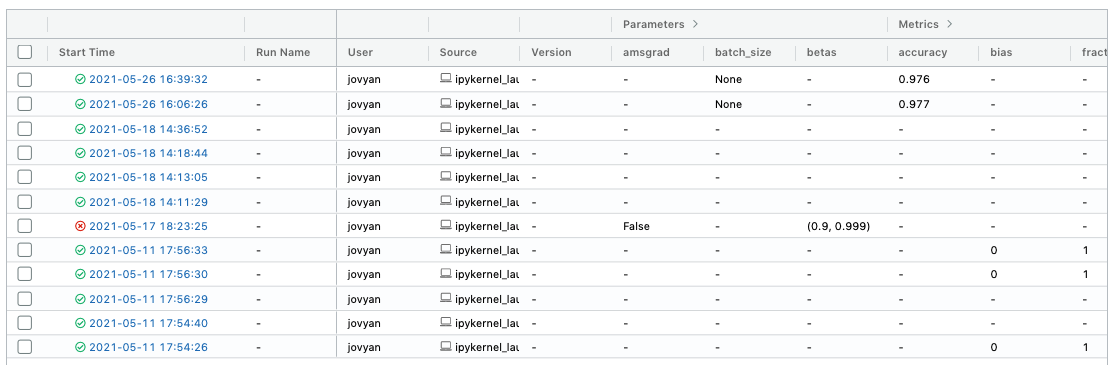 Parameters > Metrics >
Start Time Run Name User Source Version amsgrad batch_size betas accuracy bias fract
2021-05-26 16:39:32 - jovyan ipykernel_lau - - None - 0.976 - -
2021-05-26 16:06:26 - jovyan ipykernel_lau - - None - 0.977 - -
2021-05-18 14:36:52 - jovyan ipykernel_lau - - - - - - -
2021-05-18 14:18:44 - jovyan ipykernel_lau - - - - - - -
2021-05-18 14:13:05 - jovyan ipykernel_lau - - - - - - -
2021-05-18 14:11:29 - jovyan ipykernel_lau - - - - - - -
2021-05-17 18:23:25 - jovyan ipykernel_lau - False - (0.9, 0.999) - - -
2021-05-11 17:56:33 - jovyan ipykernel_lau - - - - - 0 1
2021-05-11 17:56:30 - jovyan ipykernel_lau - - - - - 0 1
2021-05-11 17:56:29 - jovyan ipykernel_lau - - - - - - -
2021-05-11 17:54:40 - jovyan ipykernel_lau - - - - - - -
2021-05-11 17:54:26 - jovyan ipykernel_lau - - - - - 0 1